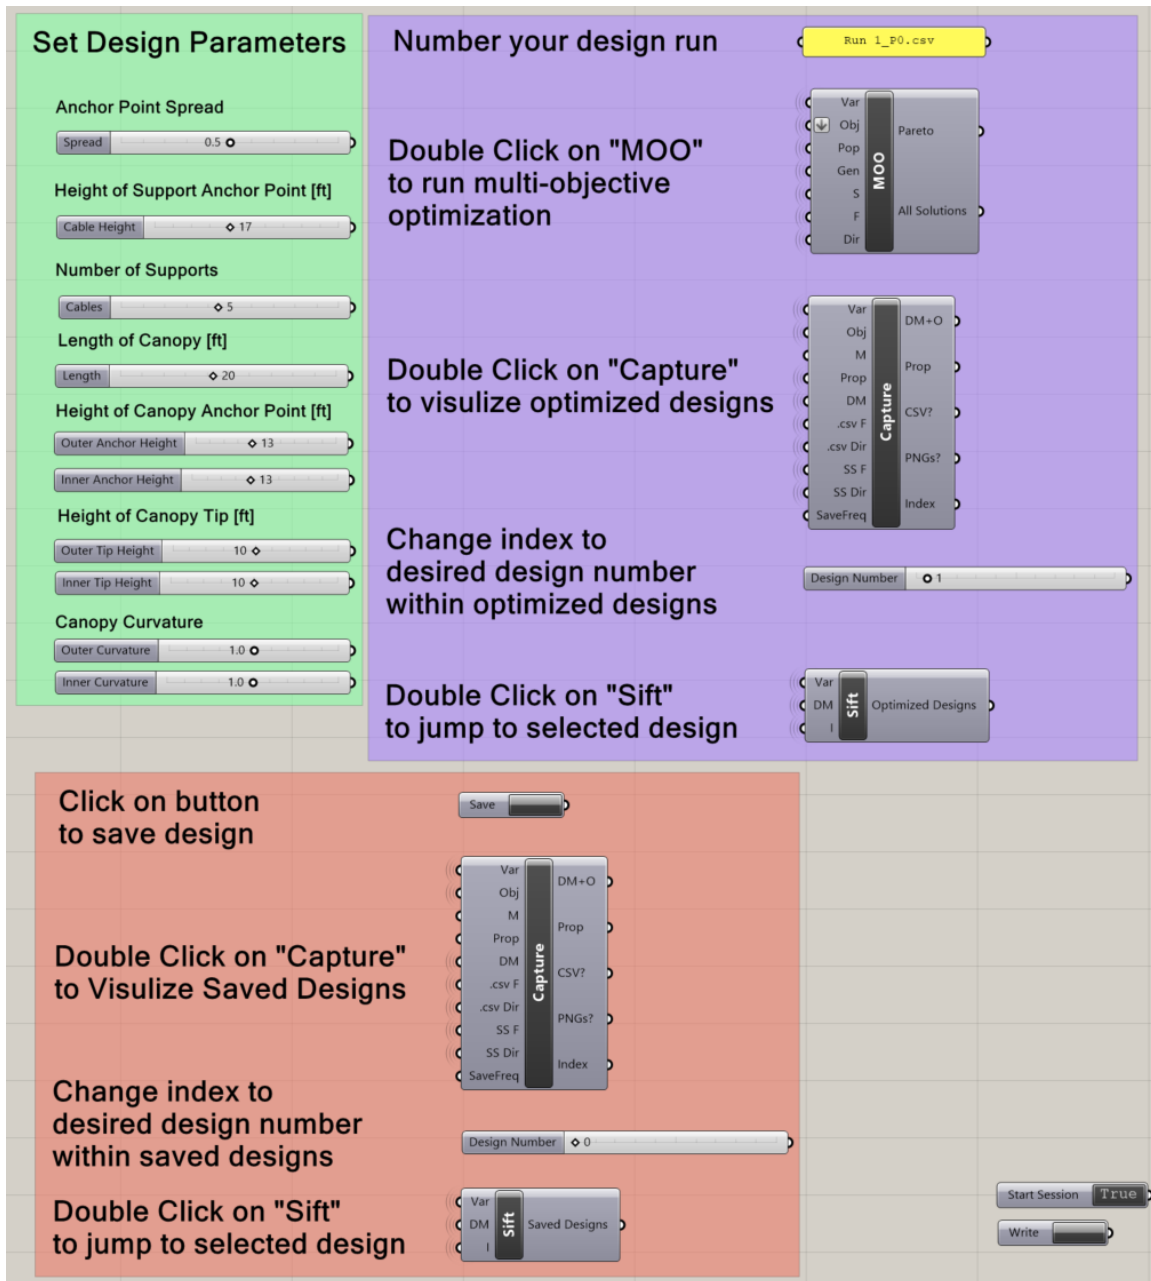 Set Design Parameters
Anchor Point Spread
Spread 0.5
Height of Support Anchor Point [ft]
Cable Height 17
Number of Supports
Cables 5
Length of Canopy [ft]
Length 20
Height of Canopy Anchor Point [ft]
Outer Anchor Height 13
Inner Anchor Height 13
Height of Canopy Tip [ft]
Outer Tip Height 10
Inner Tip Height 10
Canopy Curvature
Outer Curvature 1.0
Inner Curvature 1.0
Number your design run
Run 1_P0.csv
Double Click on "MOO"
to run multi-objective
optimization
Var
Obj
Pop
Gen
S
F
Dir
MOO
Pareto
All Solutions
Double Click on "Capture"
to visulize optimized designs
Var
Obj
M
Prop
DM
.csv F
.csv Dir
SS F
SS Dir
SaveFreq
Capture
DM+O
Prop
CSV?
PNGs?
Index
Change index to
desired design number
within optimized designs
Design Number 1
Double Click on "Sift"
to jump to selected design
Var
DM
I
Sift
Optimized Designs
Click on button
to save design
Save
Double Click on "Capture"
to Visulize Saved Designs
Var
Obj
M
Prop
DM
.csv F
.csv Dir
SS F
SS Dir
SaveFreq
Capture
DM+O
Prop
CSV?
PNGs?
Index
Change index to
desired design number
within saved designs
Design Number 0
Double Click on "Sift"
to jump to selected design
Var
DM
I
Sift
Saved Designs
Start Session True
Write